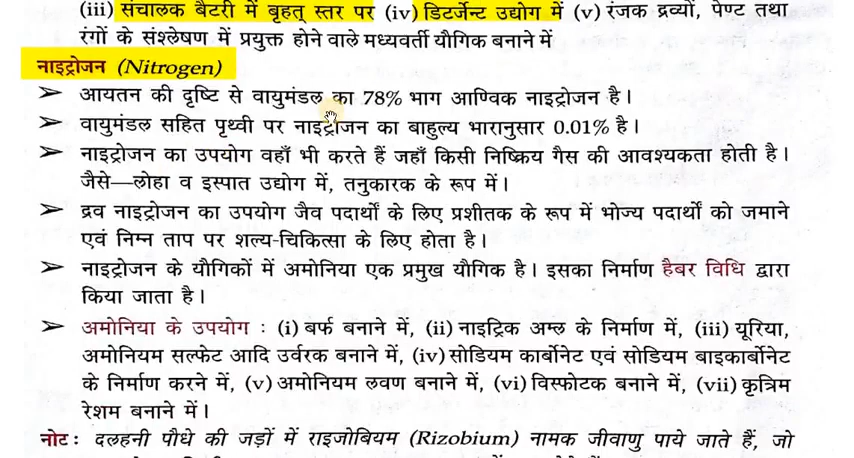 (iii) संचालक बैटरी में बृहत् स्तर पर (iv) डिटर्जेन्ट उद्योग में (v) रंजक द्रव्यों, पेण्ट तथा
रंगों के संश्लेषण में प्रयुक्त होने वाले मध्यवर्ती यौगिक बनाने में
नाइट्रोजन (Nitrogen)
➢ आयतन की दृष्टि से वायुमंडल का 78% भाग आण्विक नाइट्रोजन है।
➢ वायुमंडल सहित पृथ्वी पर नाइट्रोजन का बाहुल्य भारानुसार 0.01% है।
➢ नाइट्रोजन का उपयोग वहाँ भी करते हैं जहाँ किसी निष्क्रिय गैस की आवश्यकता होती है।
जैसे—लोहा व इस्पात उद्योग में, तनुकारक के रूप में।
➢ द्रव नाइट्रोजन का उपयोग जैव पदार्थों के लिए प्रशीतक के रूप में भोज्य पदार्थों को जमाने
एवं निम्न ताप पर शल्य-चिकित्सा के लिए होता है।
➢ नाइट्रोजन के यौगिकों में अमोनिया एक प्रमुख यौगिक है। इसका निर्माण हैबर विधि द्वारा
किया जाता है।
➢ अमोनिया के उपयोग : (i) बर्फ बनाने में, (ii) नाइट्रिक अम्ल के निर्माण में, (iii) यूरिया,
अमोनियम सल्फेट आदि उर्वरक बनाने में, (iv) सोडियम कार्बोनेट एवं सोडियम बाइकार्बोनेट
के निर्माण करने में, (v) अमोनियम लवण बनाने में, (vi) विस्फोटक बनाने में, (vii) कृत्रिम
रेशम बनाने में।
नोट : दलहनी पौधे की जड़ों में राइजोबियम (Rizobium) नामक जीवाणु पाये जाते हैं, जो